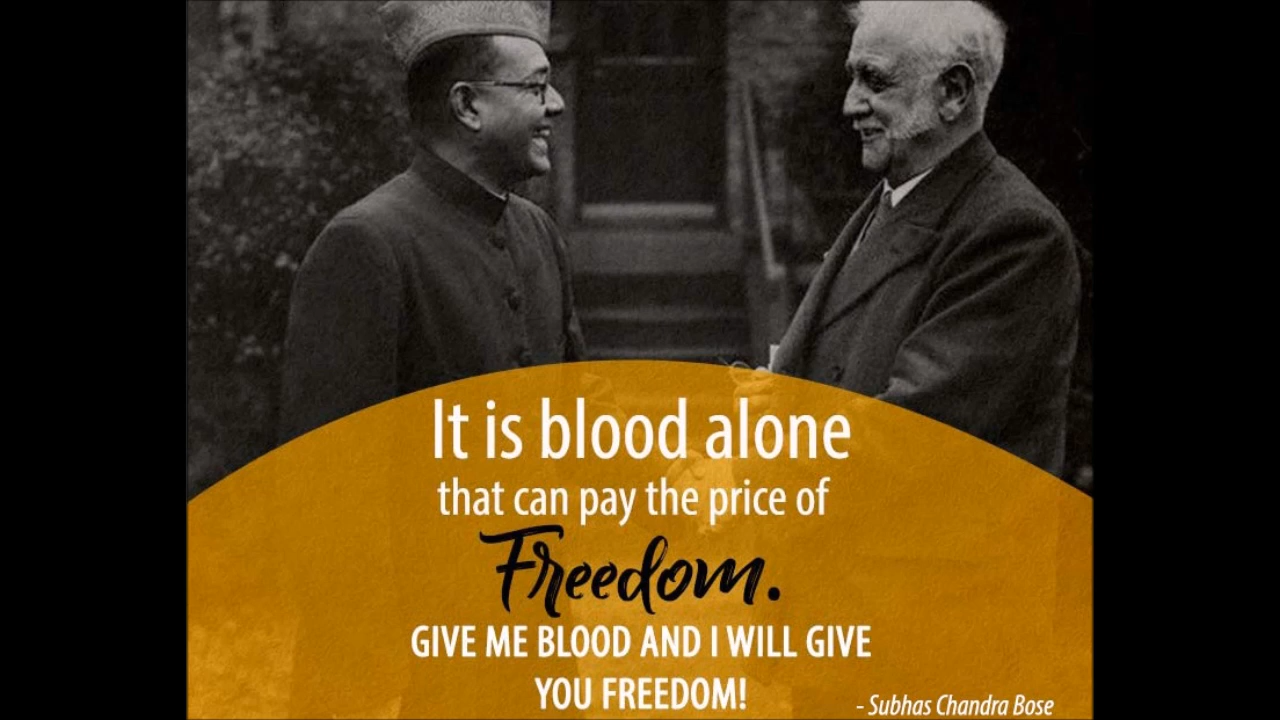 It is blood alone
that can pay the price of
Freedom.
GIVE ME BLOOD AND I WILL GIVE
YOU FREEDOM!
- Subhas Chandra Bose